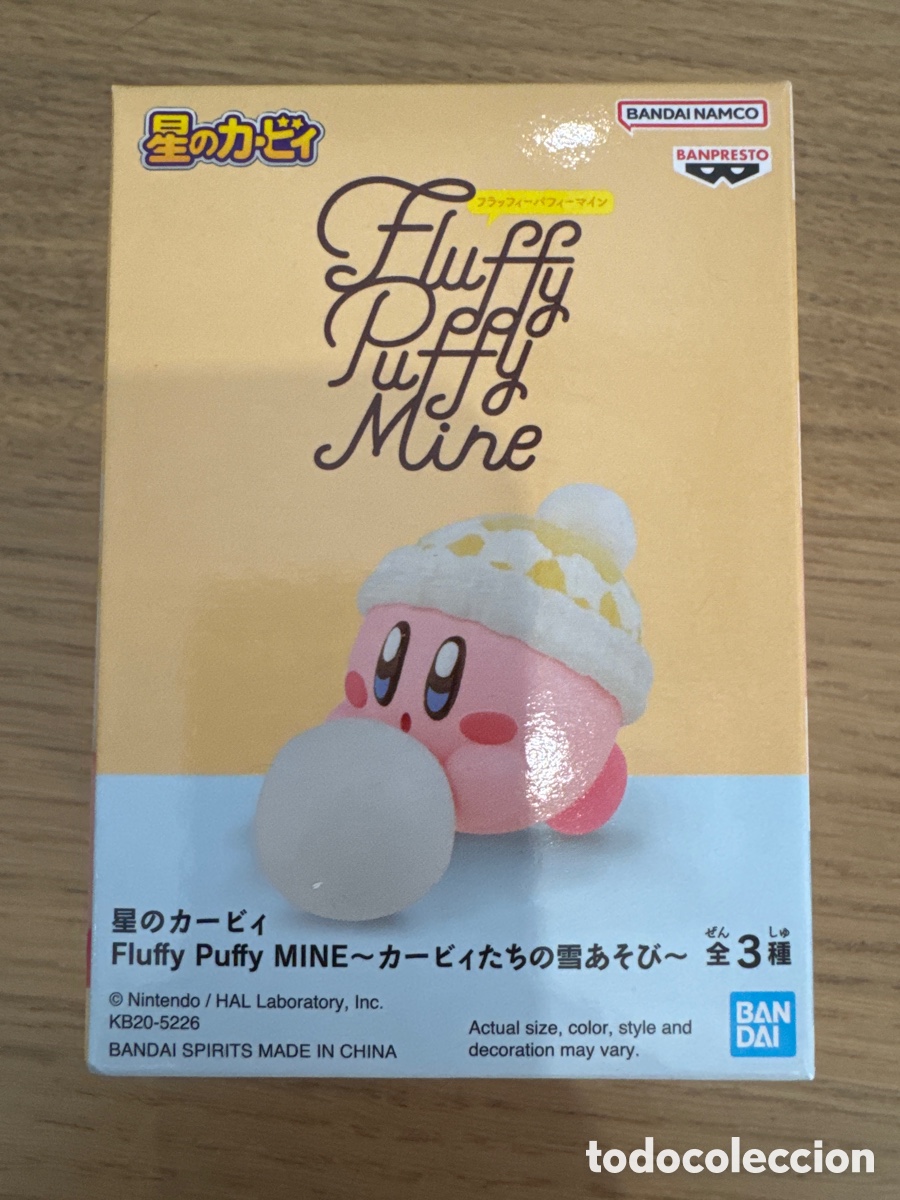 星のカービィ
BANDAI NAMCO
BANPRESTO
フラッフィーパフィーマイン
Fluffy
Puffy
Mine
星のカービィ
Fluffy Puffy MINE～カービィたちの雪あそび～
ぜん しゅ
全3種
© Nintendo / HAL Laboratory, Inc.
KB20-5226
BANDAI SPIRITS MADE IN CHINA
Actual size, color, style and
decoration may vary.
BAN
DAI
todocoleccion